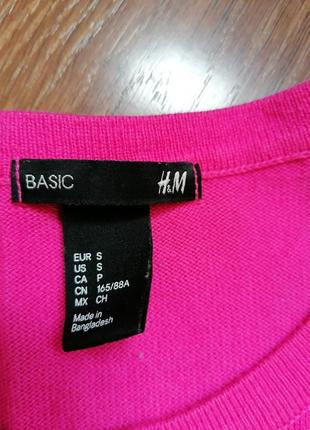 BASIC H&M
EUR S
US S
CA P
CN 165/88A
MX CH
Made in
Bangladesh